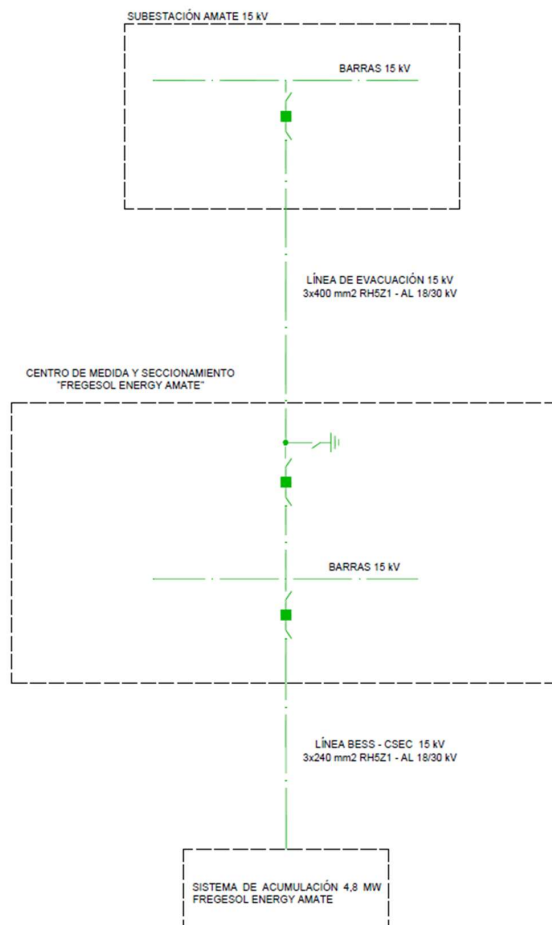 SUBESTACIÓN AMATE 15 kV
BARRAS 15 kV
LÍNEA DE EVACUACIÓN 15 kV
3x400 mm2 RH5Z1 - AL 18/30 kV
CENTRO DE MEDIDA Y SECCIONAMIENTO
"FREGESOL ENERGY AMATE"
BARRAS 15 kV
LÍNEA BESS - CSEC 15 kV
3x240 mm2 RH5Z1 - AL 18/30 kV
SISTEMA DE ACUMULACIÓN 4,8 MW
FREGESOL ENERGY AMATE